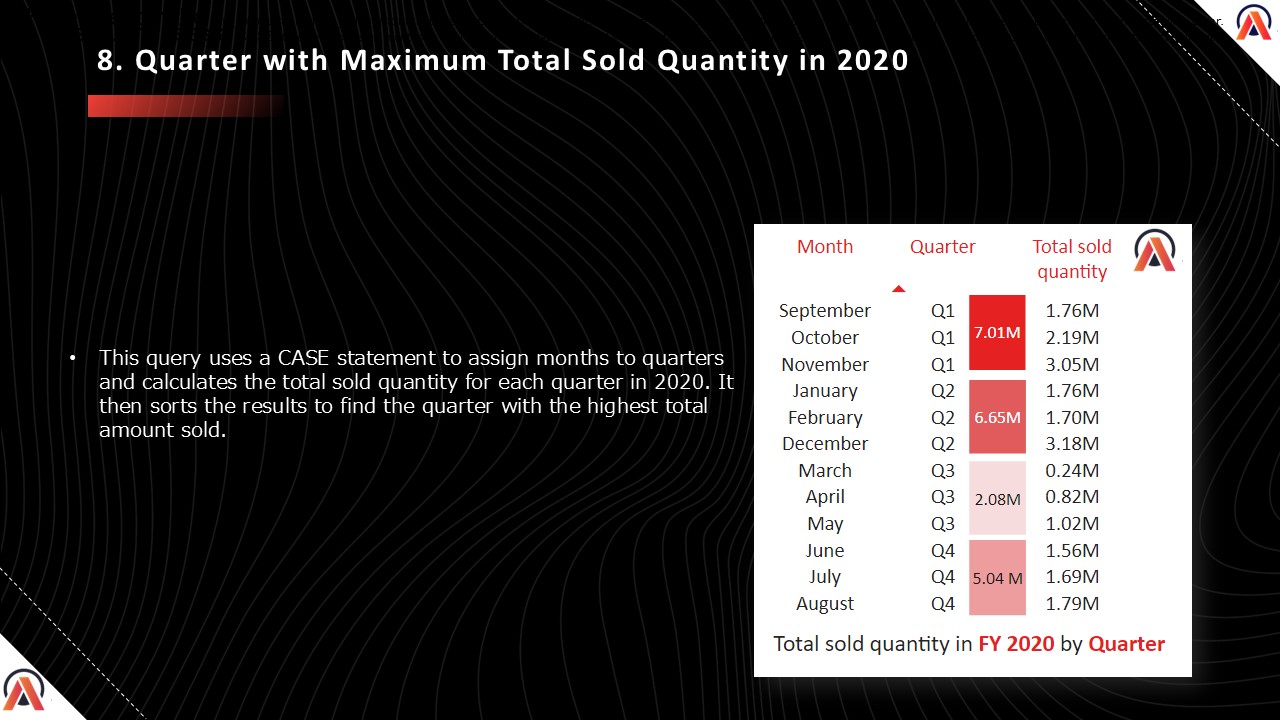 8. Quarter with Maximum Total Sold Quantity in 2020
• This query uses a CASE statement to assign months to quarters
and calculates the total sold quantity for each quarter in 2020. It
then sorts the results to find the quarter with the highest total
amount sold.
Month Quarter Total sold
quantity
September Q1 1.76M
7.01M
October Q1 2.19M
November Q1 3.05M
January Q2 1.76M
February Q2 6.65M 1.70M
December Q2 3.18M
March Q3 0.24M
April Q3 2.08M 0.82M
May Q3 1.02M
June Q4 1.56M
July Q4 5.04 M 1.69M
August Q4 1.79M
Total sold quantity in FY 2020 by Quarter